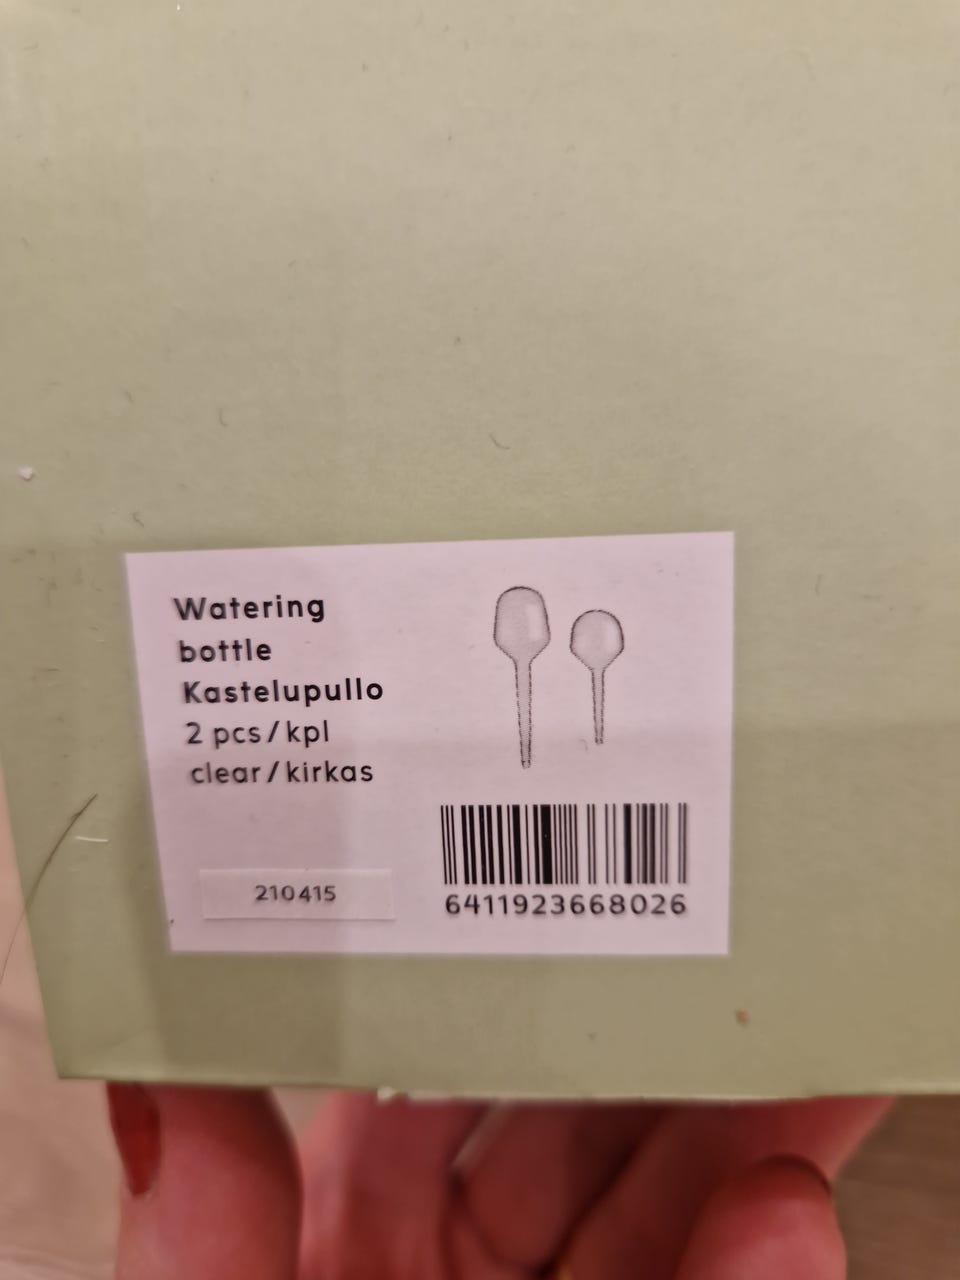 Watering
bottle
Kastelupullo
2 pcs/kpl
clear/kirkas
210415
6411923668026